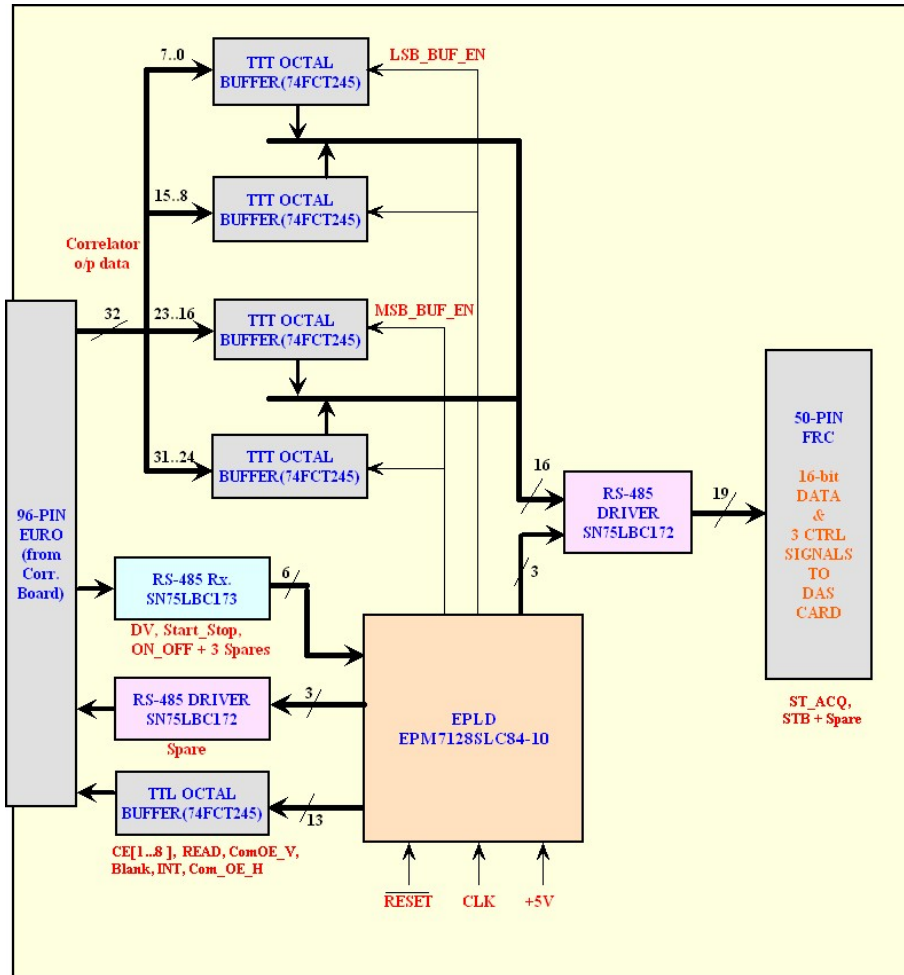 7..0
TTT OCTAL
BUFFER(74FCT245)
LSB_BUF_EN
15..8
TTT OCTAL
BUFFER(74FCT245)
Correlator
o/p data
32
23..16
TTT OCTAL
BUFFER(74FCT245)
MSB_BUF_EN
31..24
TTT OCTAL
BUFFER(74FCT245)
96-PIN
EURO
(from
Corr.
Board)
RS-485 Rx.
SN75LBC173
6
DV, Start_Stop,
ON_OFF + 3 Spares
RS-485 DRIVER
SN75LBC172
3
Spare
TTL OCTAL
BUFFER(74FCT245)
13
CE[1...8 ], READ, ComOE_V,
Blank, INT, Com_OE_H
EPLD
EPM7128SLC84-10
RESET
CLK
+5V
16
3
RS-485
DRIVER
SN75LBC172
19
50-PIN
FRC
16-bit
DATA
&
3 CTRL
SIGNALS
TO
DAS
CARD
ST_ACQ,
STB + Spare